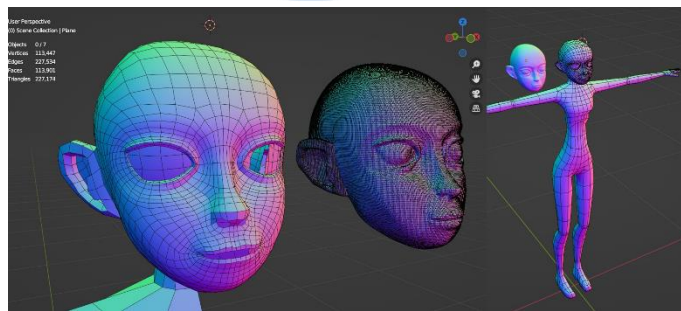 User Perspective
(0) Scene Collection | Plane
Objects 0/7
Vertices 113,447
Edges 227,534
Faces 113,901
Triangles 227,174